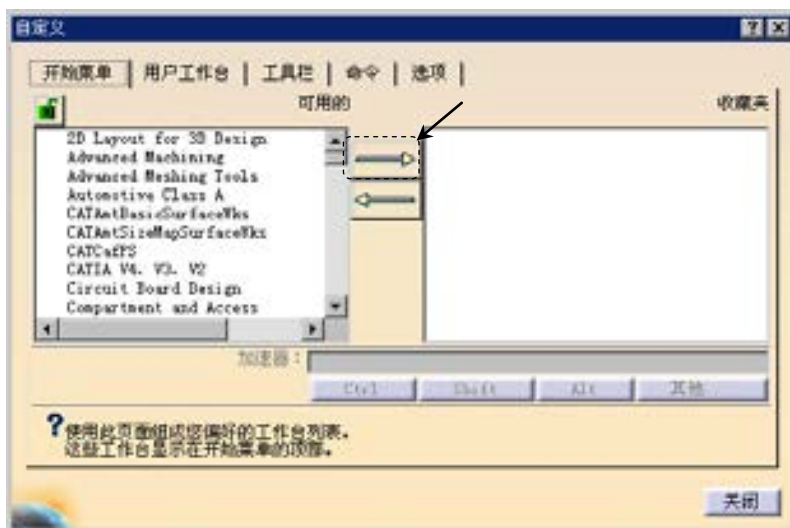 自定义
开始菜单 用户工作台 工具栏 命令 选项
可用的 收藏夹
2D Layout for 3D Design
Advanced Machining
Advanced Meshing Tools
Automotive Class A
CATAntBasicSurfaceWks
CATAntSizeMapSurfaceWks
CATCafPS
CATIA V4、V3、V2
Circuit Board Design
Compartment and Access
加速器：
Ctrl Shift Alt 其他
使用此页面组成您偏好的工作台列表。
这些工作台显示在开始菜单的顶部。
关闭